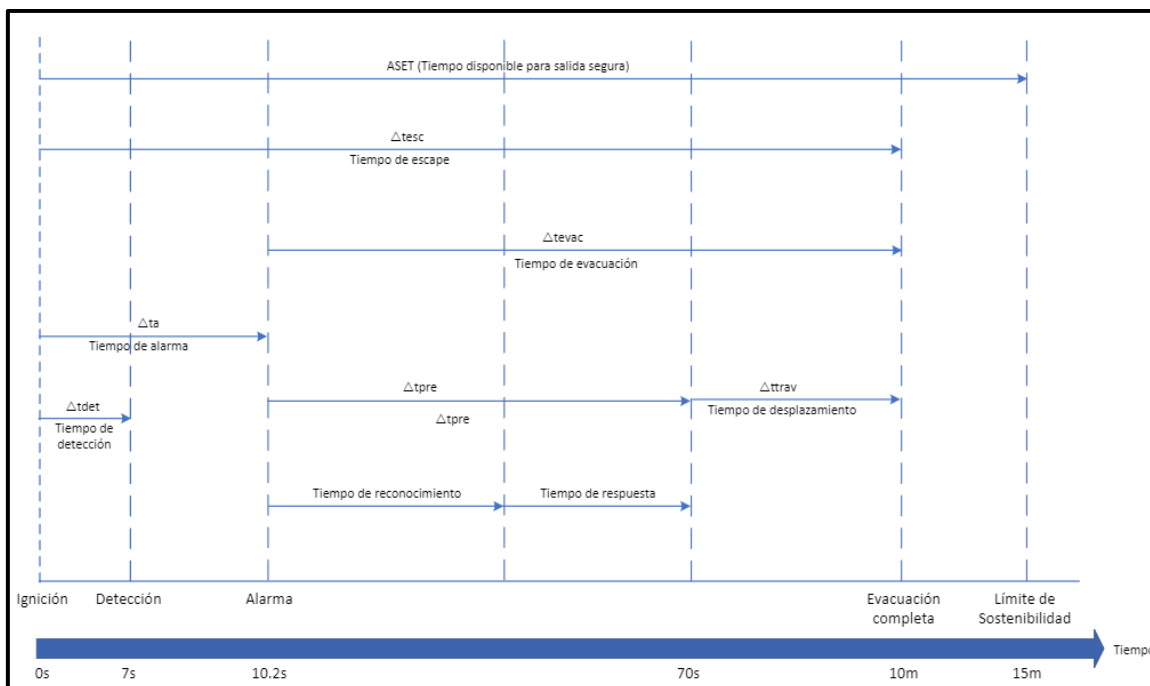 ASET (Tiempo disponible para salida segura)
△tesc
Tiempo de escape
△tevac
Tiempo de evacuación
△ta
Tiempo de alarma
△tpre
△ttrav
△tdet
△tpre
Tiempo de desplazamiento
Tiempo de
detección
Tiempo de reconocimiento
Tiempo de respuesta
Ignición
Detección
Alarma
Evacuación
completa
Límite de
Sostenibilidad
Tiempo
0s
7s
10.2s
70s
10m
15m